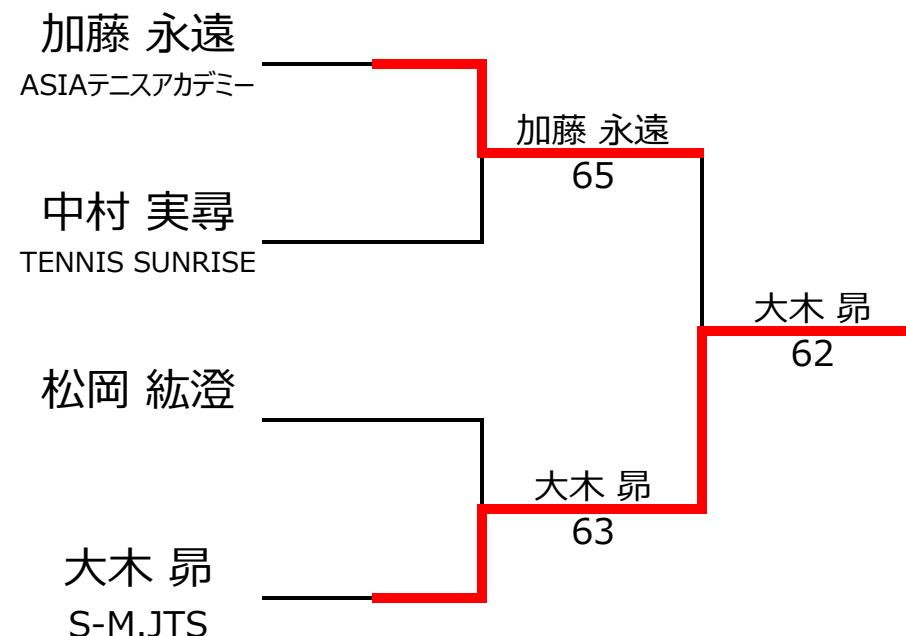 加藤 永遠
ASIAテニスアカデミー
中村 実尋
TENNIS SUNRISE
松岡 紘澄
大木 昴
S-M.JTS
加藤 永遠
65
大木 昴
63
大木 昴
62